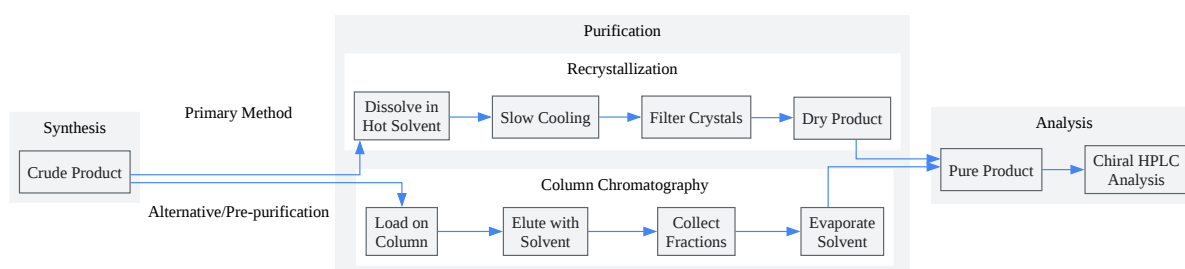 Purification
Recrystallization
Primary Method
Dissolve in
Hot Solvent
Slow Cooling
Filter Crystals
Dry Product
Synthesis
Crude Product
Analysis
Pure Product
Chiral HPLC
Analysis
Column Chromatography
Alternative/Pre-purification
Load on
Column
Elute with
Solvent
Collect
Fractions
Evaporate
Solvent